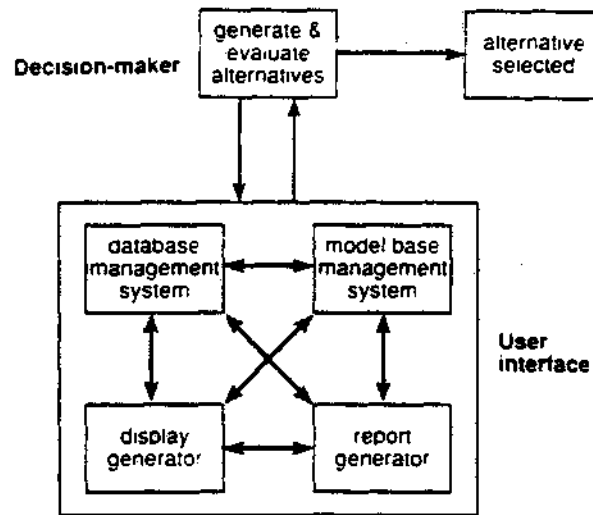 generate &
evaluate
alternatives
Decision-maker
alternative
selected
database
management
system
model base
management
system
User
interface
display
generator
report
generator